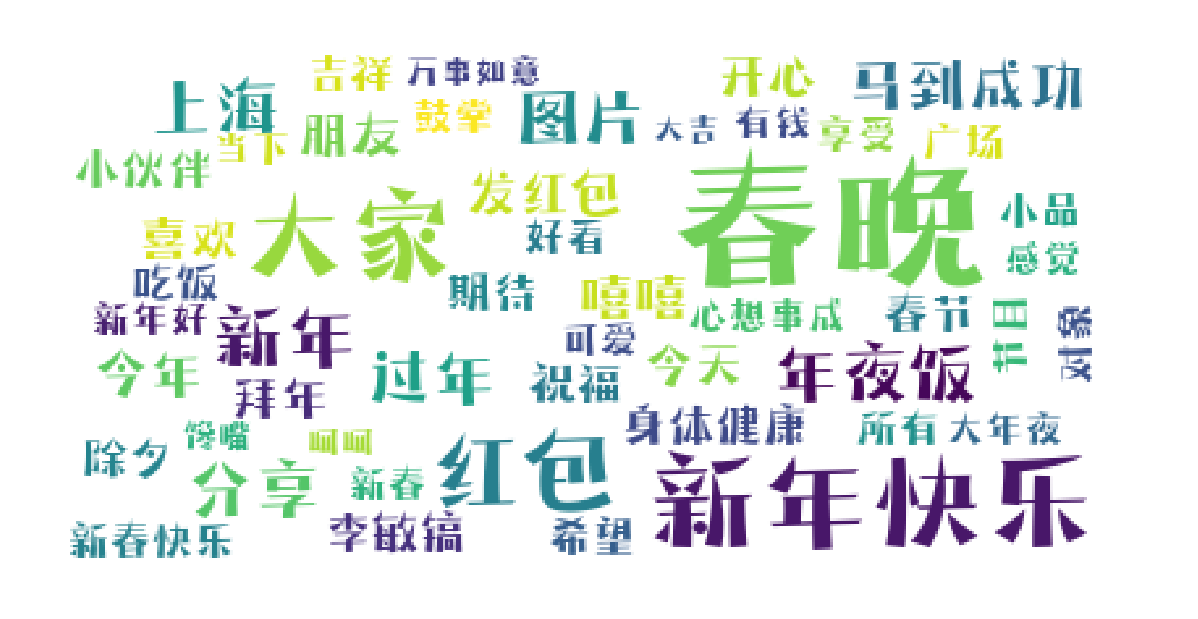 吉祥 万事如意 开心 马到成功
上海 鼓掌 图片 大吉 有钱 享受 广场
当下 朋友
小伙伴 发红包 春晚
喜欢 大家 好看 小品
感觉
吃饭 期待 嘻嘻 心想事成 春节 节目 对象
新年好 新年 可爱
今年 过年 今天 年夜饭
拜年 祝福
身体健康 所有 大年夜
除夕 馋嘴 呵呵 红包
分享 新春 新年快乐
新春快乐 李敏镐 希望